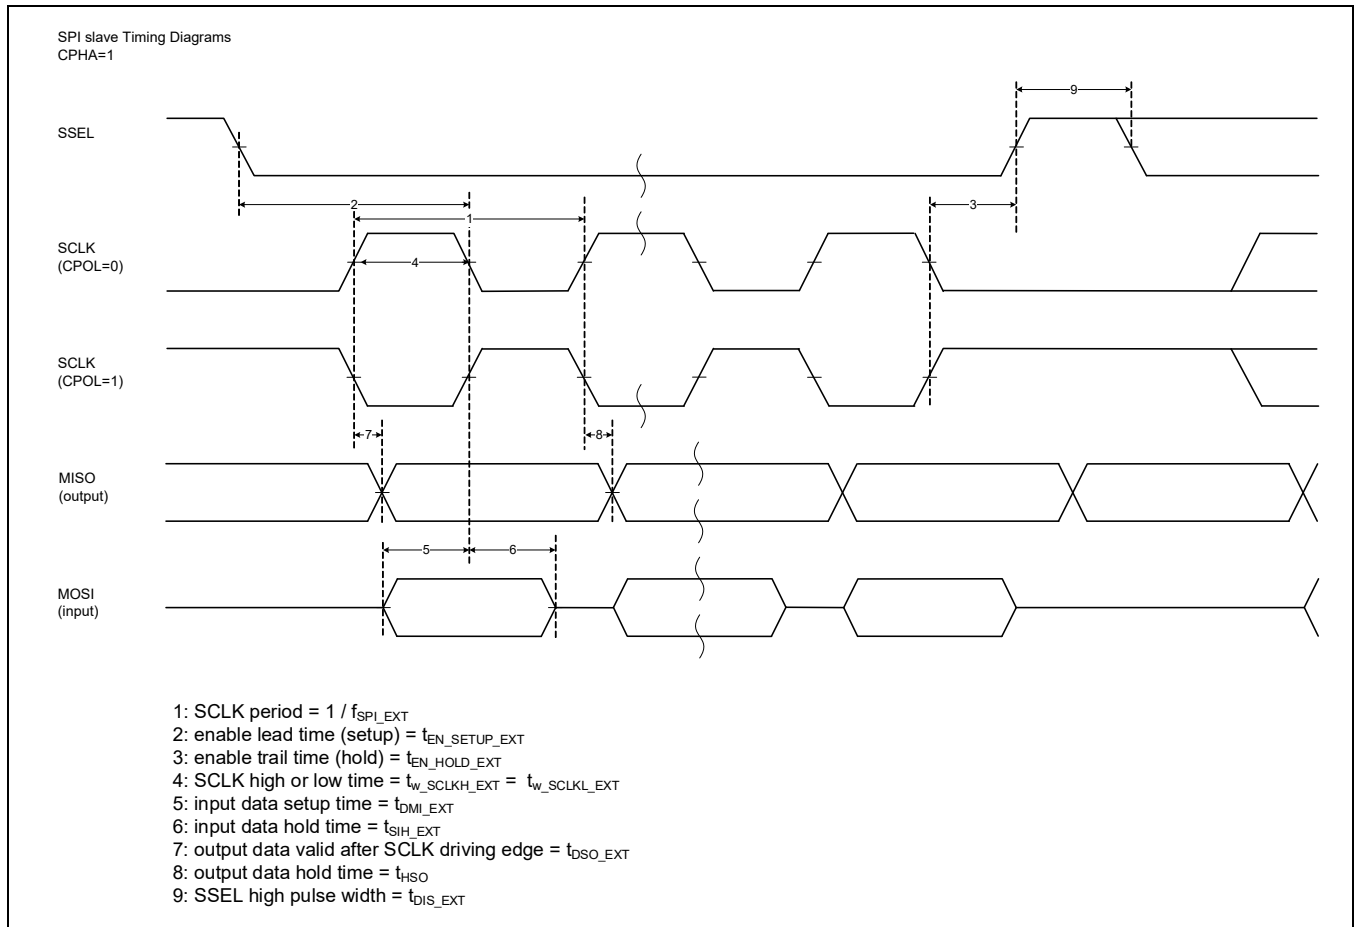 SPI slave Timing Diagrams
CPHA=1
9
SSEL
2
3
1
SCLK
(CPOL=0)
4
SCLK
(CPOL=1)
7
8
MISO
(output)
5
6
MOSI
(input)
1: SCLK period = 1 / fSPI_EXT
2: enable lead time (setup) = tEN_SETUP_EXT
3: enable trail time (hold) = tEN_HOLD_EXT
4: SCLK high or low time = tw_SCLKH_EXT = tw_SCLKL_EXT
5: input data setup time = tDMI_EXT
6: input data hold time = tSIH_EXT
7: output data valid after SCLK driving edge = tDSO_EXT
8: output data hold time = tHSO
9: SSEL high pulse width = tDIS_EXT